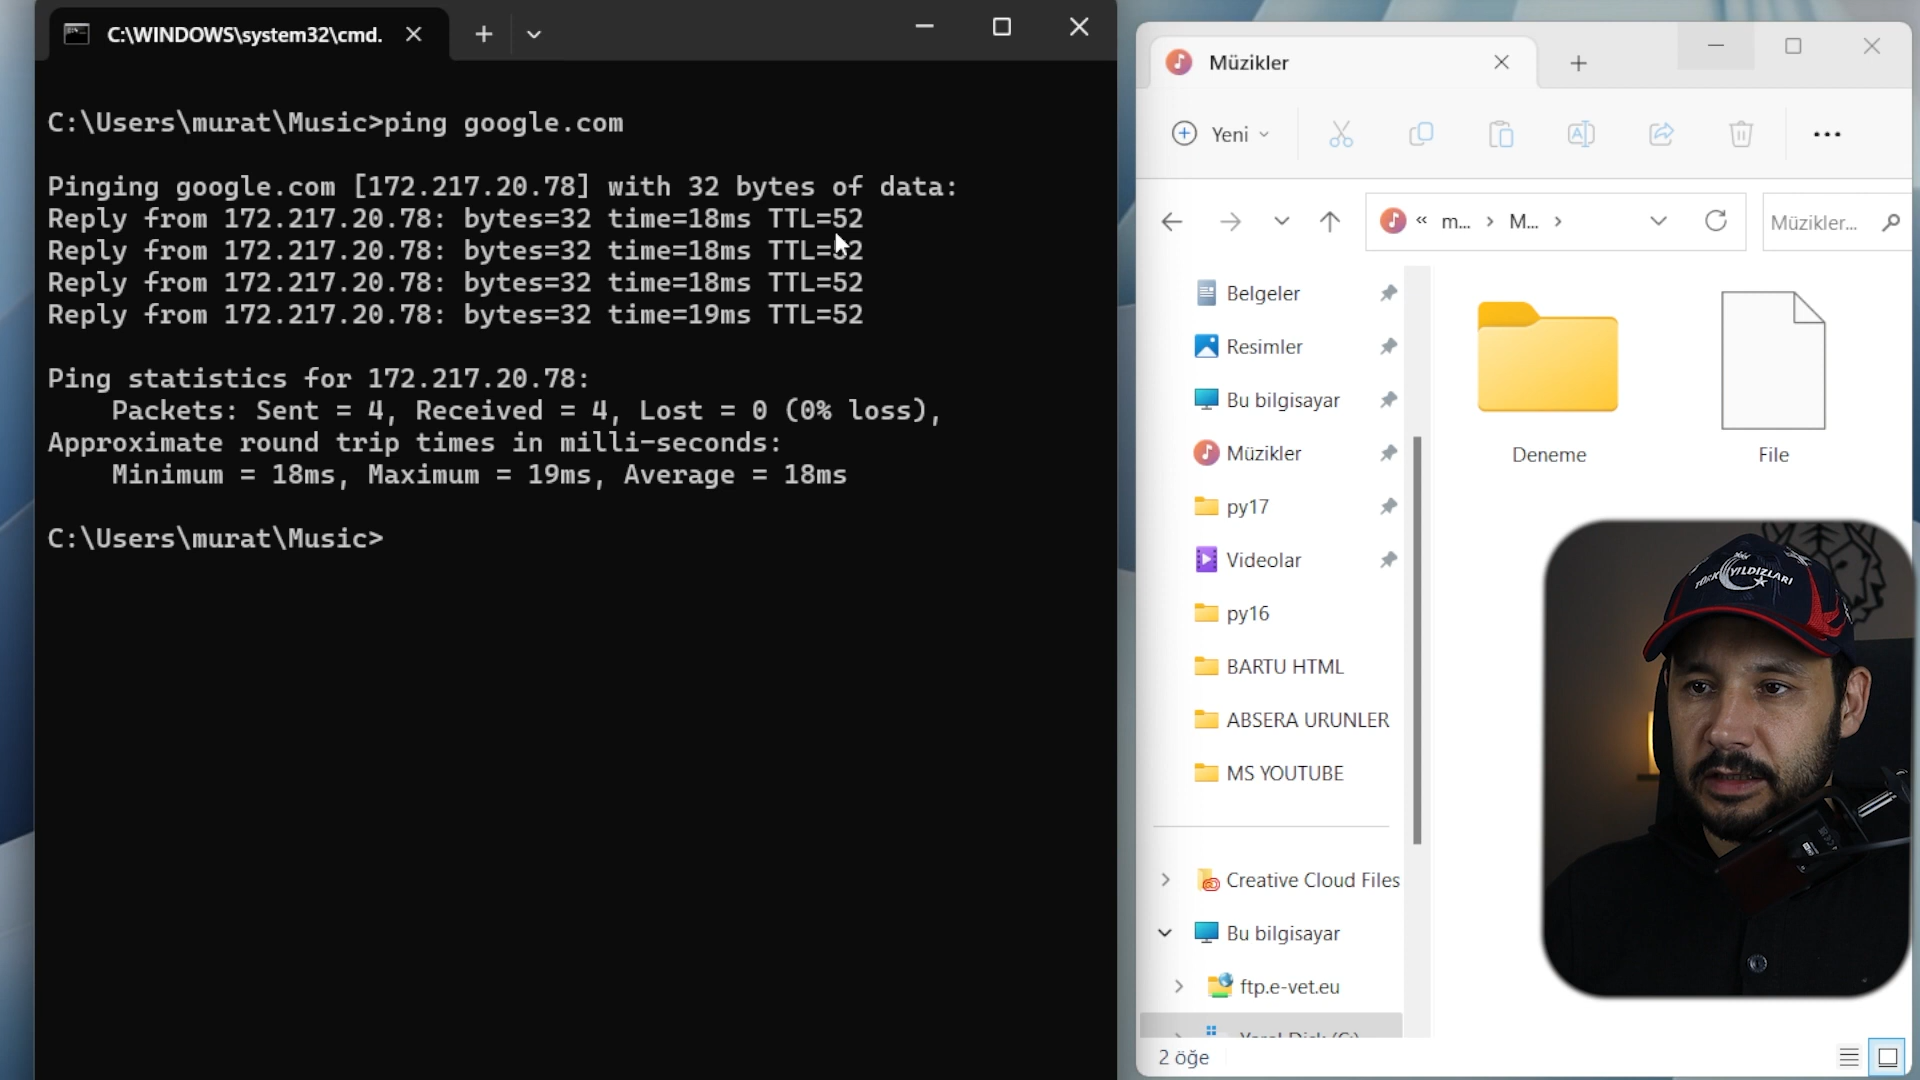 C:\WINDOWS\system32\cmd.
C:\Users\murat\Music>ping google.com
Pinging google.com [172.217.20.78] with 32 bytes of data:
Reply from 172.217.20.78: bytes=32 time=18ms TTL=52
Reply from 172.217.20.78: bytes=32 time=18ms TTL=52
Reply from 172.217.20.78: bytes=32 time=18ms TTL=52
Reply from 172.217.20.78: bytes=32 time=19ms TTL=52
Ping statistics for 172.217.20.78:
Packets: Sent = 4, Received = 4, Lost = 0 (0% loss),
Approximate round trip times in milli-seconds:
Minimum = 18ms, Maximum = 19ms, Average = 18ms
C:\Users\murat\Music>
Müzikler
Yeni
« m... > M... >
Müzikler...
Belgeler
Resimler
Bu bilgisayar
Müzikler
py17
Videolar
py16
BARTU HTML
ABSERA URUNLER
MS YOUTUBE
Creative Cloud Files
Bu bilgisayar
ftp.e-vet.eu
Yerel Disk (C:)
2 öğe
Deneme
File
TÜRK YILDIZLARI